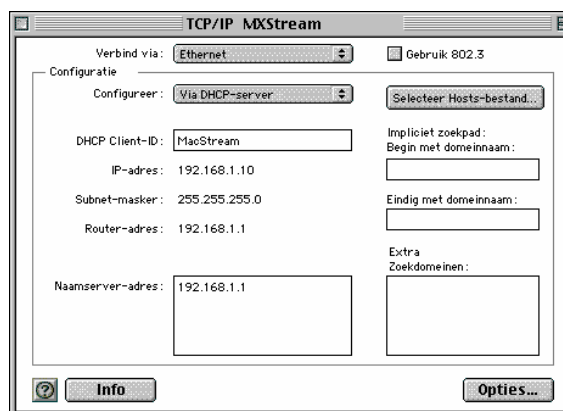 TCP/IP MXStream
Verbind via: Ethernet
Gebruik 802.3
Configuratie
Configureer: Via DHCP-server
Selecteer Hosts-bestand...
DHCP Client-ID: MacStream
IP-adres: 192.168.1.10
Subnet-masker: 255.255.255.0
Router-adres: 192.168.1.1
Naamserver-adres: 192.168.1.1
Impliciet zoekpad:
Begin met domeinnaam:
Eindig met domeinnaam:
Extra
Zoekdomeinen:
?
Info
Opties...